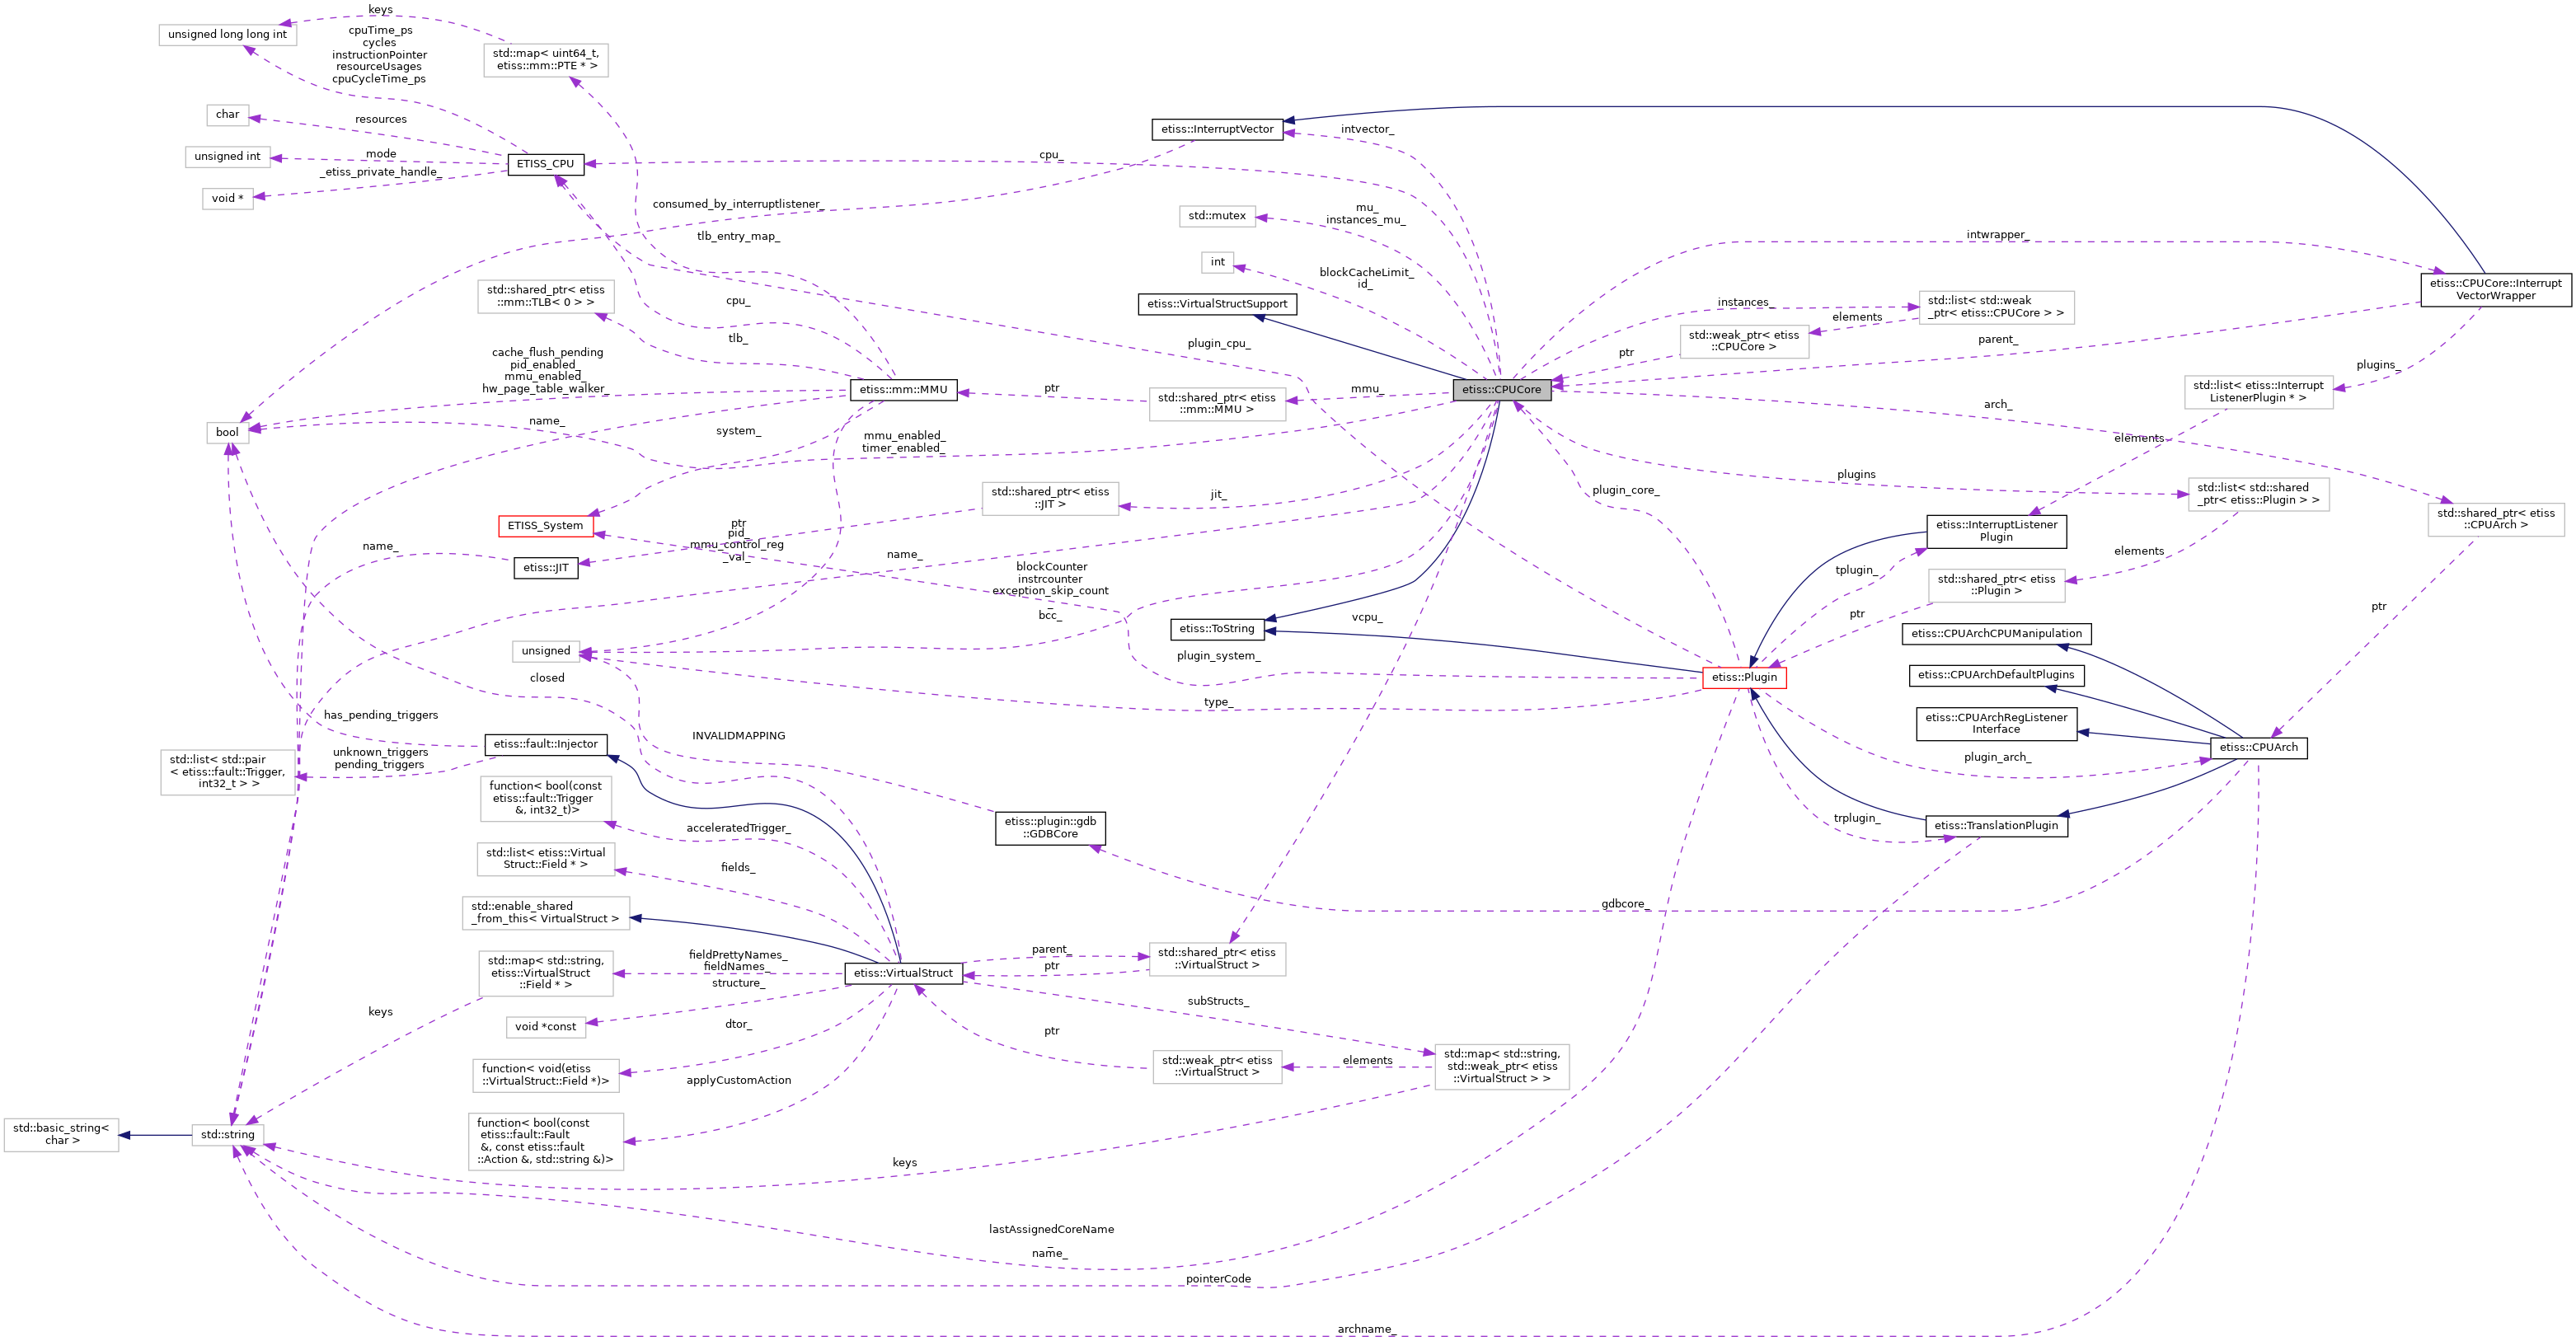 keys
unsigned long long int
cpuTime_ps
cycles
instructionPointer
resourceUsages
cpuCycleTime_ps
std::map< uint64_t,
etiss::mm::PTE * >
char
resources
unsigned int
mode
ETISS_CPU
_etiss_private_handle_
void *
etiss::InterruptVector
intvector_
cpu_
consumed_by_interruptlistener_
std::mutex
mu_
instances_mu_
tlb_entry_map_
intwrapper_
int
blockCacheLimit_
id_
etiss::CPUCore::Interrupt
VectorWrapper
std::shared_ptr< etiss
::mm::TLB< 0 > >
cpu_
etiss::VirtualStructSupport
instances_
std::list< std::weak
_ptr< etiss::CPUCore > >
elements
std::weak_ptr< etiss
::CPUCore >
tlb_
plugin_cpu_
ptr
parent_
plugins_
cache_flush_pending
pid_enabled_
mmu_enabled_
hw_page_table_walker_
etiss::mm::MMU
ptr
std::shared_ptr< etiss
::mm::MMU >
mmu_
etiss::CPUCore
std::list< etiss::Interrupt
ListenerPlugin * >
arch_
bool
name_
system_
mmu_enabled_
timer_enabled_
elements
plugins
std::shared_ptr< etiss
::JIT >
jit_
plugin_core_
std::list< std::shared
_ptr< etiss::Plugin > >
std::shared_ptr< etiss
::CPUArch >
ETISS_System
ptr
pid_
mmu_control_reg
_val_
etiss::InterruptListener
Plugin
name_
etiss::JIT
name_
elements
blockCounter
instrcounter
exception_skip_count
_
bcc_
tplugin_
std::shared_ptr< etiss
::Plugin >
ptr
ptr
etiss::ToString
vcpu_
etiss::CPUArchCPUManipulation
unsigned
plugin_system_
closed
etiss::Plugin
etiss::CPUArchDefaultPlugins
type_
has_pending_triggers
etiss::CPUArchRegListener
Interface
INVALIDMAPPING
etiss::fault::Injector
etiss::CPUArch
std::list< std::pair
< etiss::fault::Trigger,
int32_t > >
unknown_triggers
pending_triggers
plugin_arch_
function< bool(const
etiss::fault::Trigger
&, int32_t)>
acceleratedTrigger_
etiss::plugin::gdb
::GDBCore
trplugin_
etiss::TranslationPlugin
std::list< etiss::Virtual
Struct::Field * >
fields_
std::enable_shared
_from_this< VirtualStruct >
gdbcore_
std::map< std::string,
etiss::VirtualStruct
::Field * >
fieldPrettyNames_
fieldNames_
structure_
etiss::VirtualStruct
parent_
ptr
std::shared_ptr< etiss
::VirtualStruct >
keys
void *const
dtor_
subStructs_
ptr
function< void(etiss
::VirtualStruct::Field *)>
applyCustomAction
std::weak_ptr< etiss
::VirtualStruct >
elements
std::map< std::string,
std::weak_ptr< etiss
::VirtualStruct > >
std::basic_string<
char >
std::string
function< bool(const
etiss::fault::Fault
&, const etiss::fault
::Action &, std::string &)>
keys
lastAssignedCoreName
_
name_
pointerCode
archname_